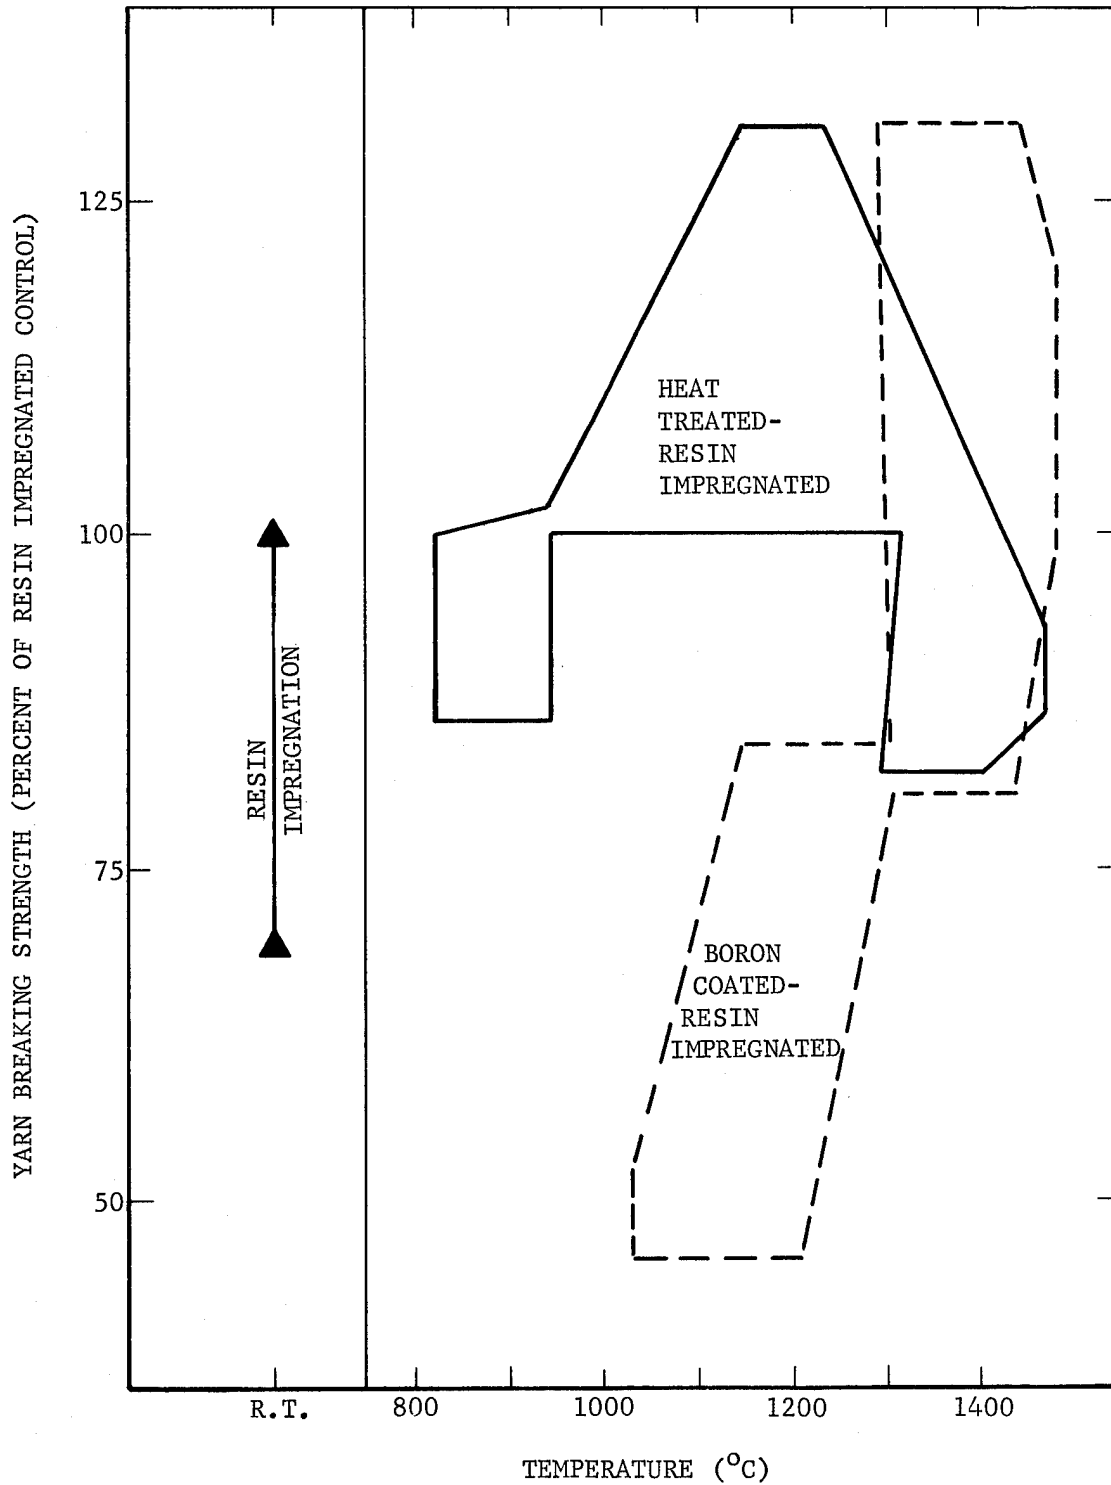 YARN BREAKING STRENGTH (PERCENT OF RESIN IMPREGNATED CONTROL)
125
100
75
50
RESIN
IMPREGNATION
HEAT
TREATED-
RESIN
IMPREGNATED
BORON
COATED-
RESIN
IMPREGNATED
R.T.
800
1000
1200
1400
TEMPERATURE (°C)